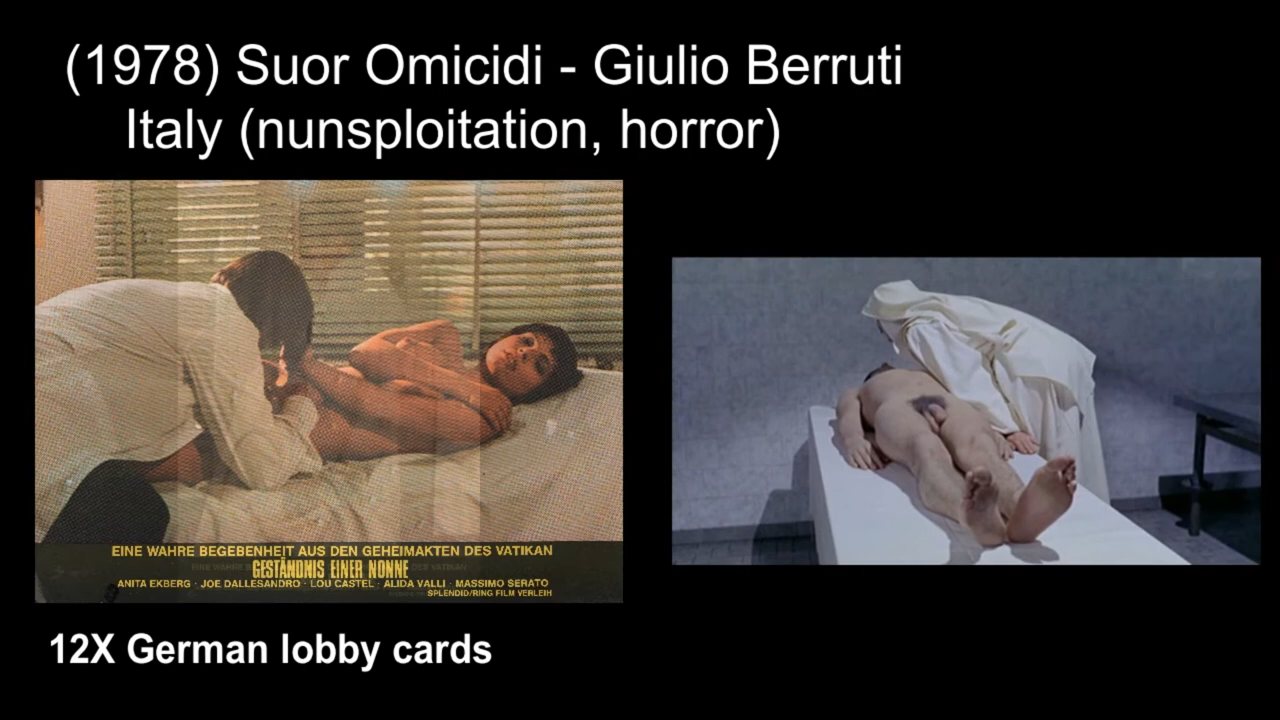 (1978) Suor Omicidi - Giulio Berruti
Italy (nunsploitation, horror)
EINE WAHRE BEGEBENHEIT AUS DEN GEHEIMAKTEN DES VATIKAN
GESTÄNDNIS EINER NONNE
ANITA EKBERG · JOE DALLESANDRO · LOU CASTEL · ALIDA VALLI · MASSIMO SERATO
SPLENDID/RING FILM VERLEIH
12X German lobby cards